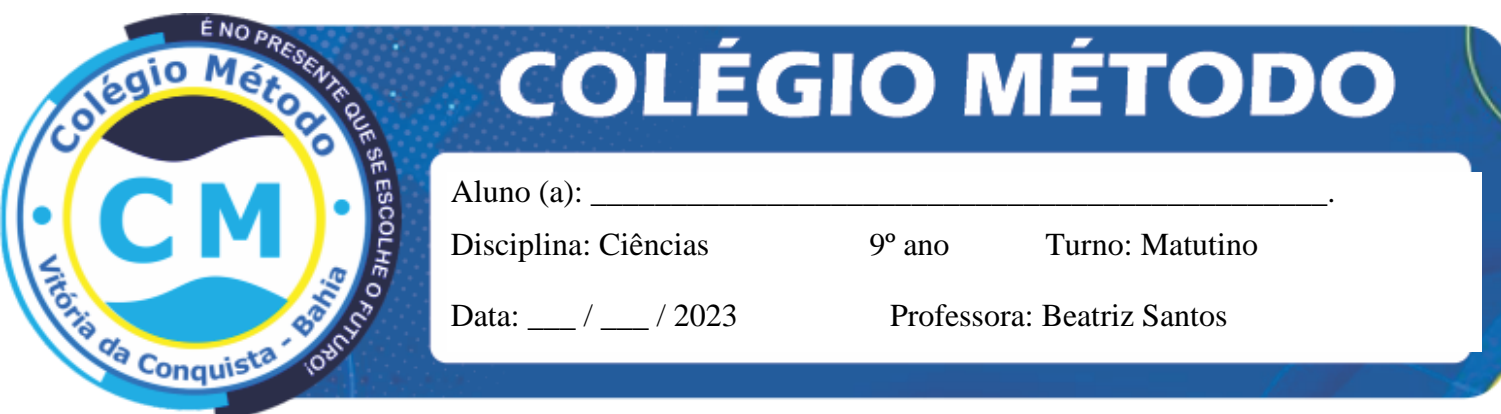 É NO PRESENTE QUE SE ESCOLHE O FUTURO!
Colégio Método
CM
Vitória da Conquista - Bahia
COLÉGIO MÉTODO
Aluno (a): ______________________________________________.
Disciplina: Ciências 9º ano Turno: Matutino
Data: ___ / ___ / 2023 Professora: Beatriz Santos